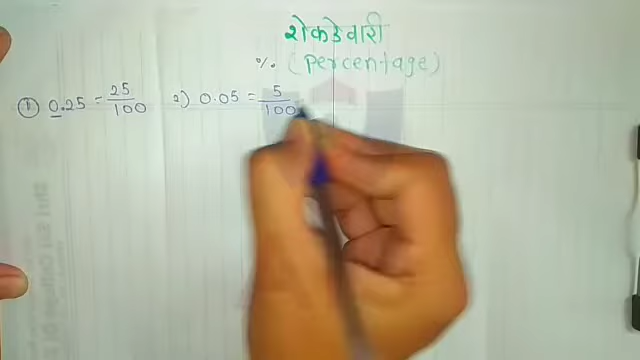 शेकडेवारी
% (Percentage)
① 0.25 = 25/100 2) 0.05 = 5/100